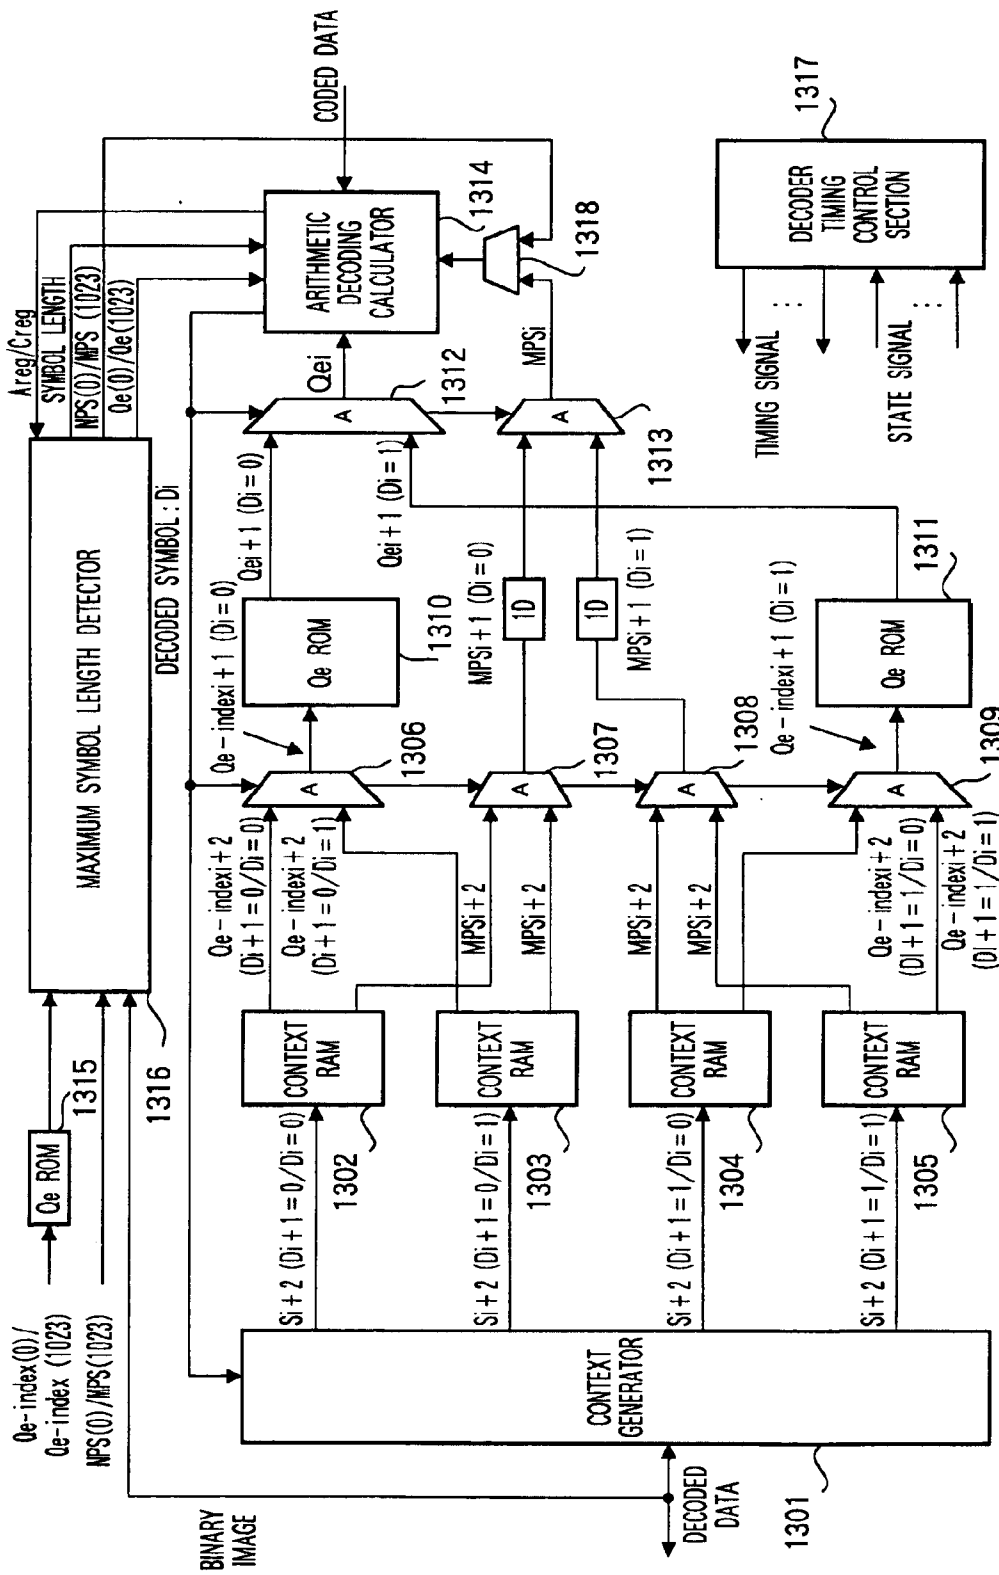 Qe-index(0)/
Qe-index (1023)
NPS(0)/MPS(1023)
Qe ROM
1315
1316
MAXIMUM SYMBOL LENGTH DETECTOR
Areg/Creg
SYMBOL LENGTH
NPS(0)/MPS (1023)
Qe(0)/Qe(1023)
BINARY
IMAGE
DECODED SYMBOL : Di
CODED DATA
CONTEXT
GENERATOR
1301
DECODED
DATA
Si+2 (Di+1=0/Di=0)
Si+2 (Di+1=0/Di=1)
Si+2 (Di+1=1/Di=0)
Si+2 (Di+1=1/Di=1)
CONTEXT
RAM
1302
CONTEXT
RAM
1303
CONTEXT
RAM
1304
CONTEXT
RAM
1305
Qe-indexi+2
(Di+1=0/Di=0)
Qe-indexi+2
(Di+1=0/Di=1)
MPSi+2
MPSi+2
MPSi+2
MPSi+2
Qe-indexi+2
(DI+1=1/Di=0)
Qe-indexi+2
(DI+1=1/Di=1)
A
1306
A
1307
A
1308
A
1309
Qe-indexi+1 (Di=0)
Qe ROM
1310
MPSi+1 (Di=0)
1D
1D
MPSi+1 (Di=1)
Qe-indexi+1 (Di=1)
Qe ROM
1311
Qei+1 (Di=0)
Qei+1 (Di=1)
A
1312
A
1313
Qei
MPSi
ARITHMETIC
DECODING
CALCULATOR
1314
1318
DECODER
TIMING
CONTROL
SECTION
1317
TIMING SIGNAL
STATE SIGNAL